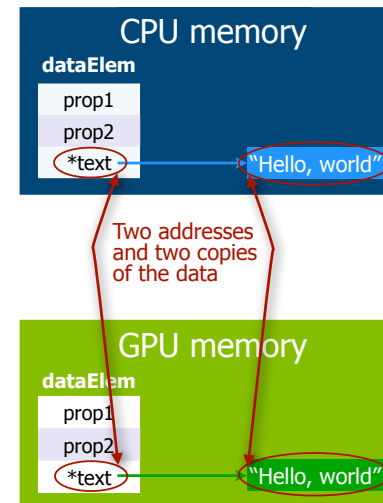 CPU memory
dataElem
prop1
prop2
*text
“Hello, world”
Two addresses
and two copies
of the data
GPU memory
dataElem
prop1
prop2
*text
“Hello, world”